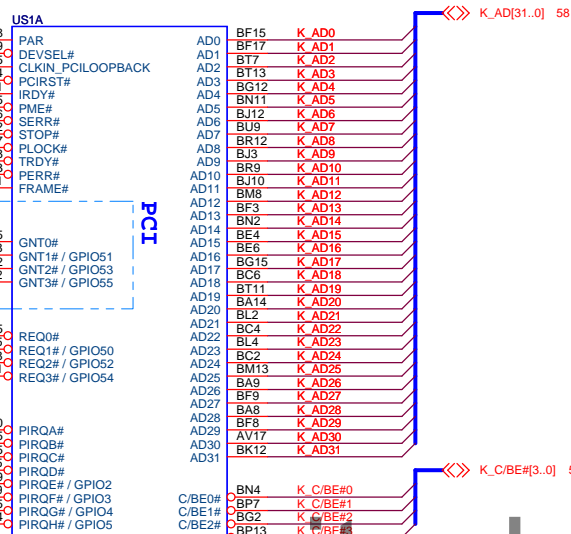 US1A
K_AD[31..0] 58
PAR AD0 BF15 K_AD0
DEVSEL# AD1 BF17 K_AD1
CLKIN_PCILOOPBACK AD2 BT7 K_AD2
PCIRST# AD3 BT13 K_AD3
IRDY# AD4 BG12 K_AD4
PME# AD5 BN11 K_AD5
SERR# AD6 BJ12 K_AD6
STOP# AD7 BU9 K_AD7
PLOCK# AD8 BR12 K_AD8
TRDY# AD9 BJ3 K_AD9
PERR# AD10 BR9 K_AD10
FRAME# AD11 BJ10 K_AD11
AD12 BM8 K_AD12
AD13 BF3 K_AD13
AD14 BN2 K_AD14
PCI
GNT0# AD15 BE4 K_AD15
GNT1# / GPIO51 AD16 BE6 K_AD16
GNT2# / GPIO53 AD17 BG15 K_AD17
GNT3# / GPIO55 AD18 BC6 K_AD18
AD19 BT11 K_AD19
AD20 BA14 K_AD20
AD21 BL2 K_AD21
REQ0# AD22 BC4 K_AD22
REQ1# / GPIO50 AD23 BL4 K_AD23
REQ2# / GPIO52 AD24 BC2 K_AD24
REQ3# / GPIO54 AD25 BM13 K_AD25
AD26 BA9 K_AD26
AD27 BF9 K_AD27
AD28 BA8 K_AD28
PIRQA# AD29 BF8 K_AD29
PIRQB# AD30 AV17 K_AD30
PIRQC# AD31 BK12 K_AD31
PIRQD#
K_C/BE#[3..0]
PIRQE# / GPIO2
PIRQF# / GPIO3 C/BE0# BN4 K_C/BE#0
PIRQG# / GPIO4 C/BE1# BP7 K_C/BE#1
PIRQH# / GPIO5 C/BE2# BG2 K_C/BE#2
BP13 K_C/BE#3